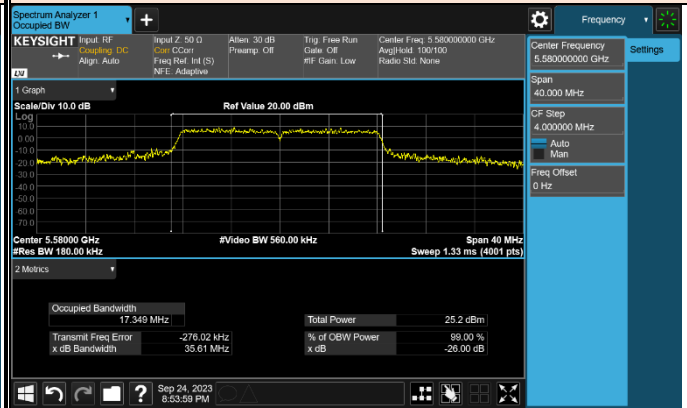 Spectrum Analyzer 1
Occupied BW
Frequency
KEYSIGHT
Input: RF
Coupling: DC
Align: Auto
Input Z: 50 Ω
Corr CCorr
Freq Ref: Int (S)
NFE: Adaptive
Atten: 30 dB
Preamp: Off
Trig: Free Run
Gate: Off
#IF Gain: Low
Center Freq: 5.580000000 GHz
Avg|Hold: 100/100
Radio Std: None
LXI
Center Frequency
5.580000000 GHz
Settings
Span
40.000 MHz
CF Step
4.000000 MHz
Auto
Man
Freq Offset
0 Hz
1 Graph
Scale/Div 10.0 dB
Ref Value 20.00 dBm
Log
10.0
0.00
-10.0
-20.0
-30.0
-40.0
-50.0
-60.0
-70.0
Center 5.58000 GHz
#Video BW 560.00 kHz
Span 40 MHz
#Res BW 180.00 kHz
Sweep 1.33 ms (4001 pts)
2 Metrics
Occupied Bandwidth
17.349 MHz
Total Power 25.2 dBm
Transmit Freq Error -276.02 kHz
% of OBW Power 99.00 %
x dB Bandwidth 35.61 MHz
x dB -26.00 dB
?
Sep 24, 2023
8:53:59 PM